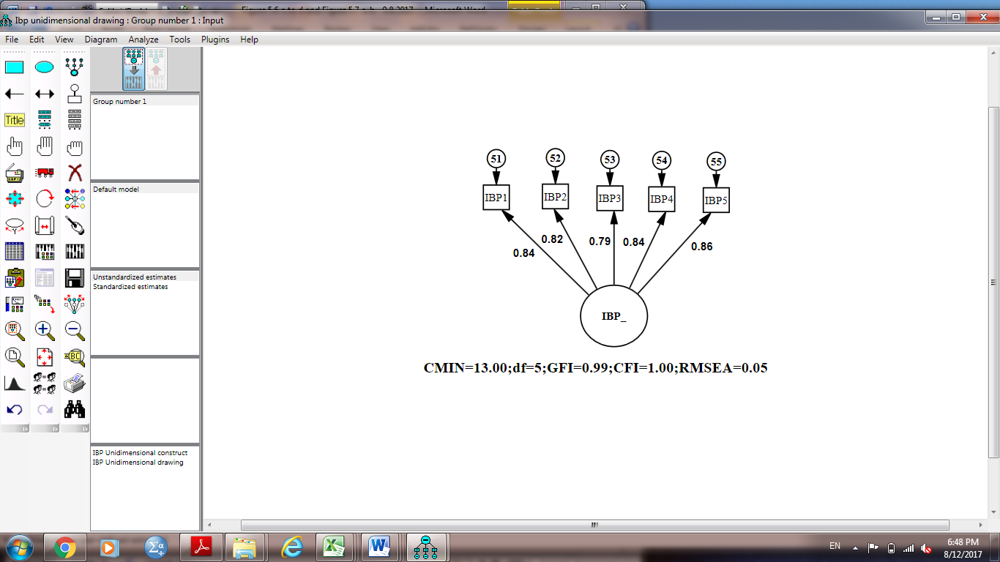 Ibp unidimensional drawing : Group number 1 : Input
File Edit View Diagram Analyze Tools Plugins Help
Title
Group number 1
Default model
Unstandardized estimates
Standardized estimates
IBP Unidimensional construct
IBP Unidimensional drawing
51 52 53 54 55
IBP1 IBP2 IBP3 IBP4 IBP5
0.84 0.82 0.79 0.84 0.86
IBP_
CMIN=13.00;df=5;GFI=0.99;CFI=1.00;RMSEA=0.05
EN
6:48 PM
8/12/2017